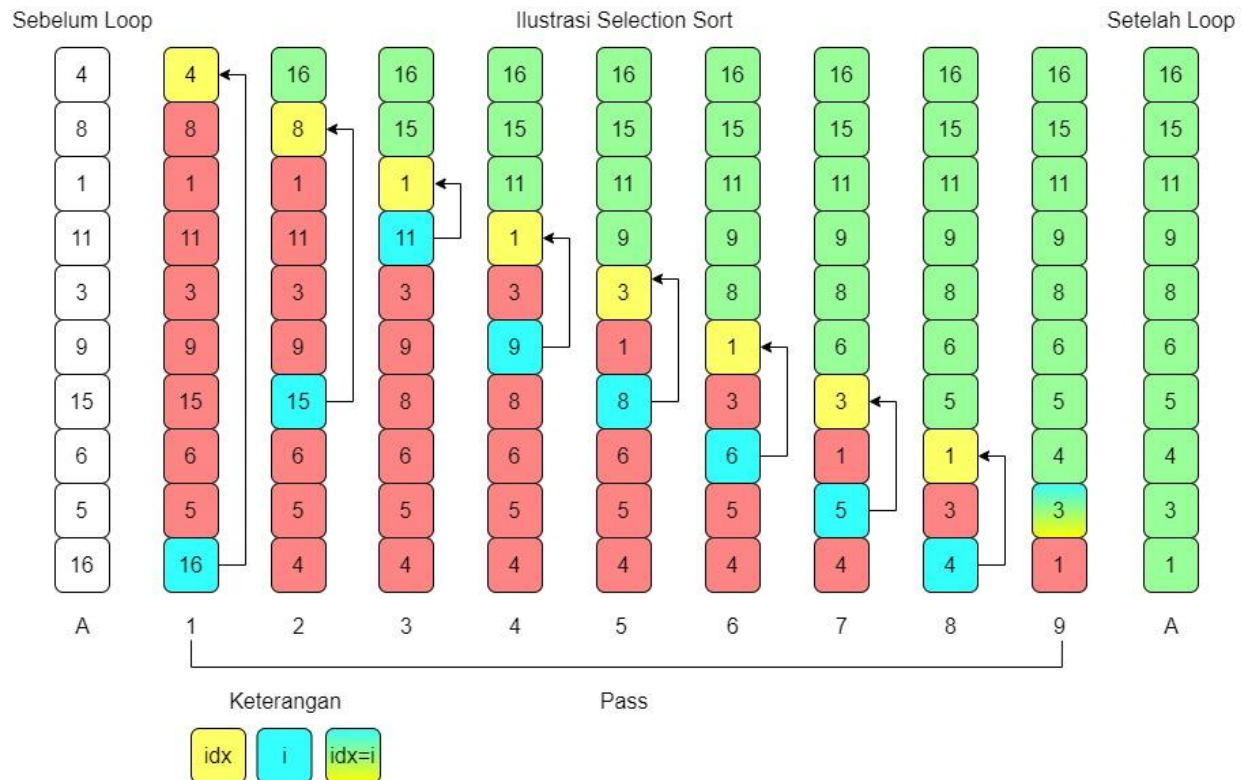 Sebelum Loop Ilustrasi Selection Sort Setelah Loop
4 4 16 16 16 16 16 16 16 16 16
8 8 8 15 15 15 15 15 15 15 15
1 1 1 1 11 11 11 11 11 11 11
11 11 11 11 1 9 9 9 9 9 9
3 3 3 3 3 3 8 8 8 8 8
9 9 9 9 9 1 1 6 6 6 6
15 15 15 8 8 8 3 3 5 5 5
6 6 6 6 6 6 6 1 1 4 4
5 5 5 5 5 5 5 5 3 3 3
16 16 4 4 4 4 4 4 4 1 1
A 1 2 3 4 5 6 7 8 9 A
Keterangan Pass
idx i idx=i